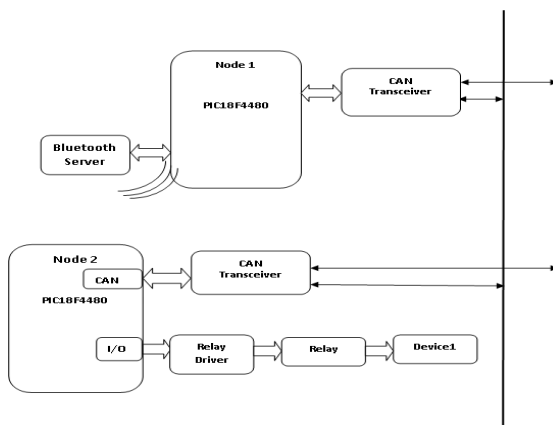 Node 1
PIC18F4480
CAN
Transceiver
Bluetooth
Server
Node 2
CAN
PIC18F4480
CAN
Transceiver
I/O
Relay
Driver
Relay
Device1